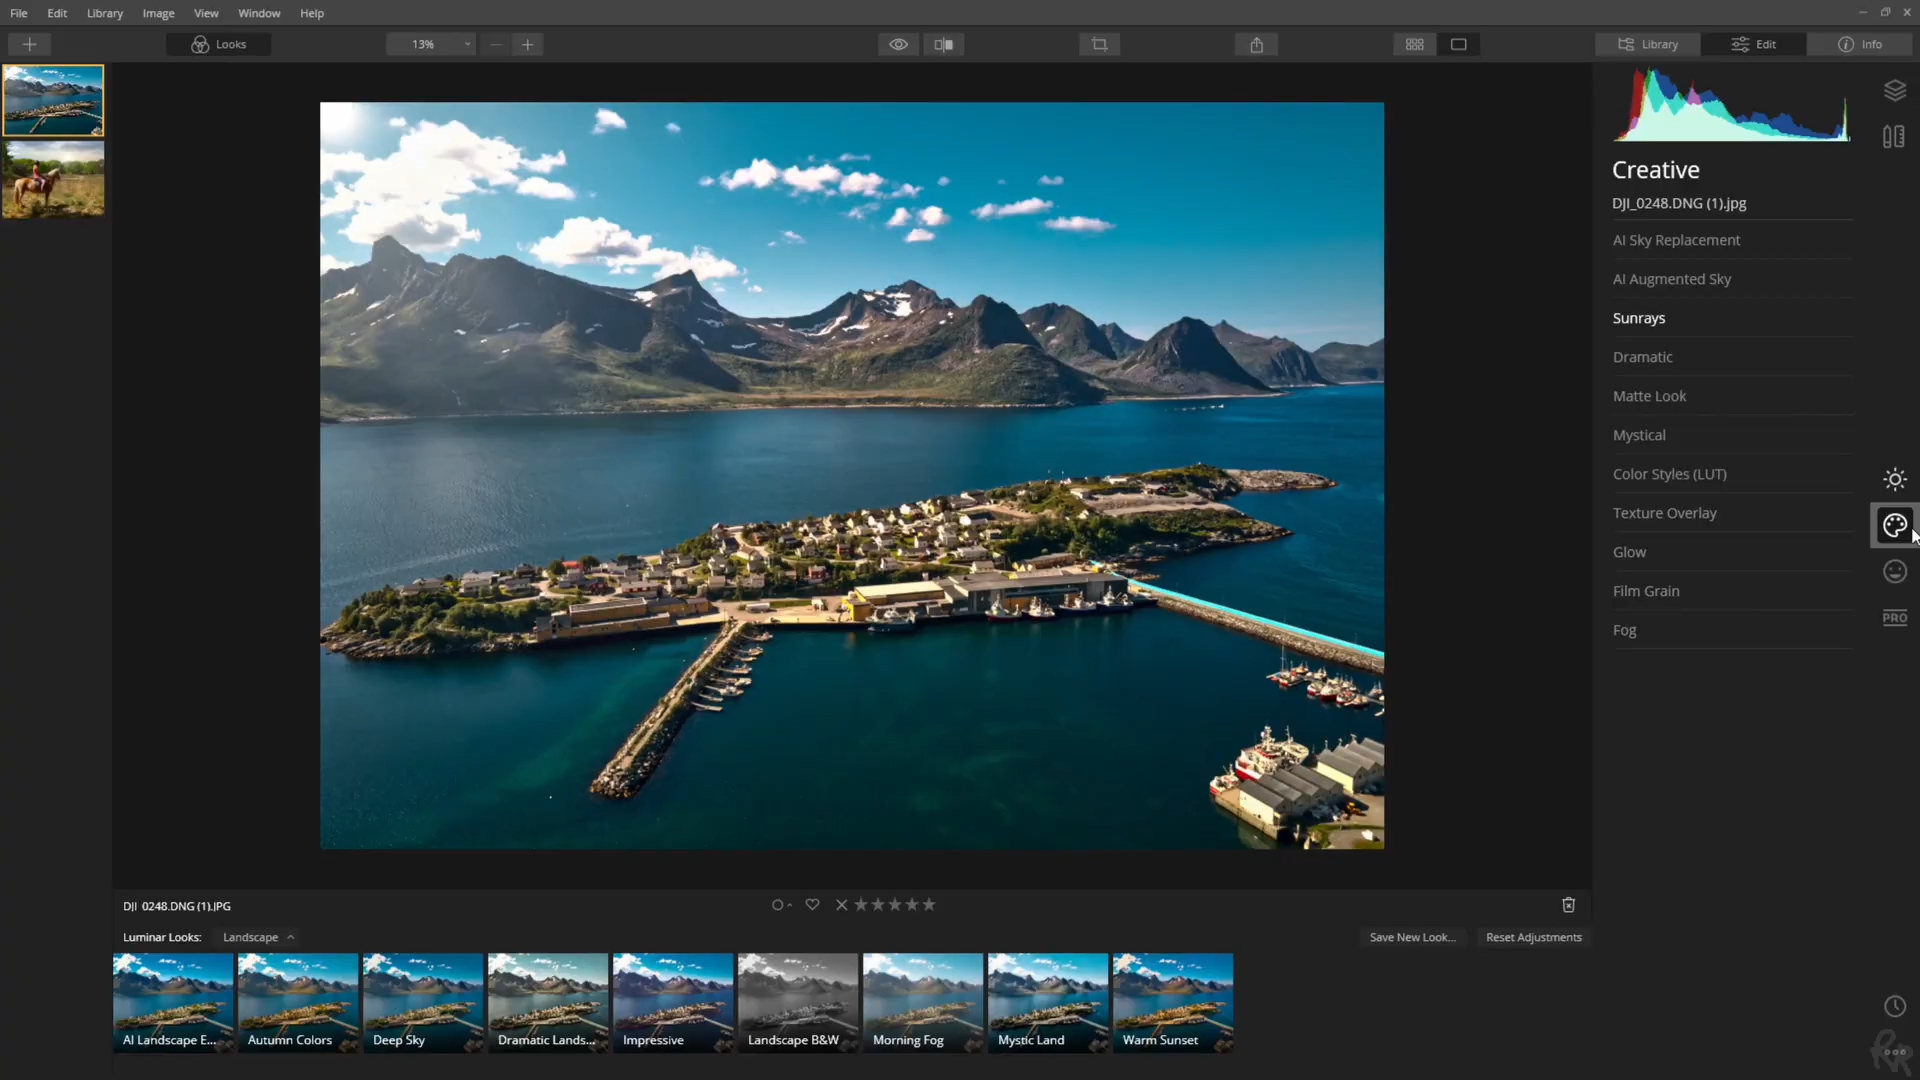 File Edit Library Image View Window Help
Looks 13% Library Edit Info
Creative
DJI_0248.DNG (1).jpg
AI Sky Replacement
AI Augmented Sky
Sunrays
Dramatic
Matte Look
Mystical
Color Styles (LUT)
Texture Overlay
Glow
Film Grain
Fog
PRO
DJI_0248.DNG (1).JPG
Luminar Looks: Landscape Save New Look... Reset Adjustments
AI Landscape E... Autumn Colors Deep Sky Dramatic Lands... Impressive Landscape B&W Morning Fog Mystic Land Warm Sunset